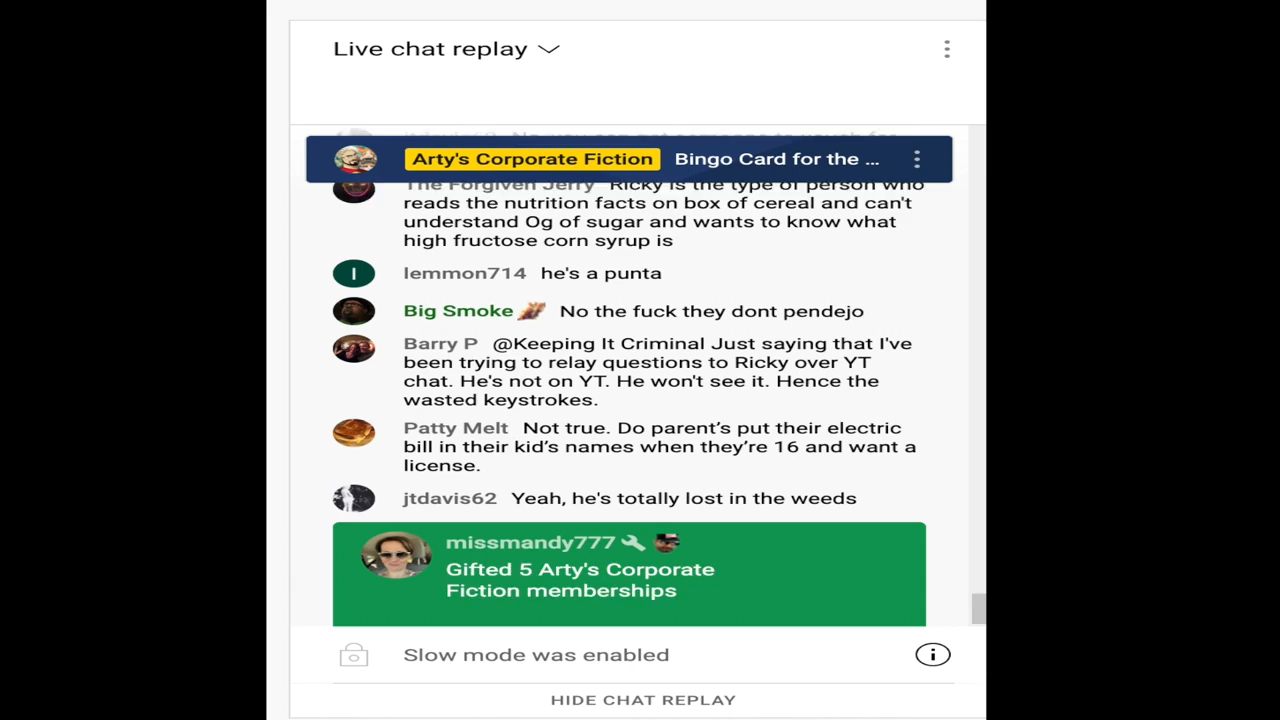 Live chat replay
Arty's Corporate Fiction Bingo Card for the ...
The Forgiven Jerry Ricky is the type of person who
reads the nutrition facts on box of cereal and can't
understand Og of sugar and wants to know what
high fructose corn syrup is
I lemmon714 he's a punta
Big Smoke No the fuck they dont pendejo
Barry P @Keeping It Criminal Just saying that I've
been trying to relay questions to Ricky over YT
chat. He's not on YT. He won't see it. Hence the
wasted keystrokes.
Patty Melt Not true. Do parent’s put their electric
bill in their kid’s names when they’re 16 and want a
license.
jtdavis62 Yeah, he's totally lost in the weeds
missmandy777
Gifted 5 Arty's Corporate
Fiction memberships
Slow mode was enabled
HIDE CHAT REPLAY